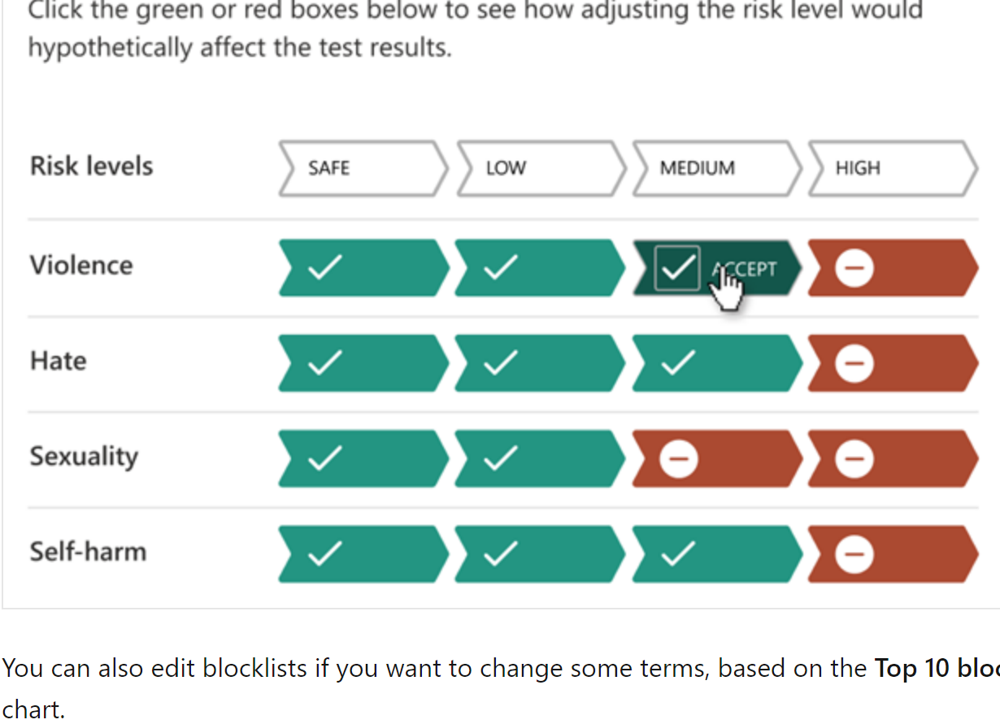 Click the green or red boxes below to see how adjusting the risk level would
hypothetically affect the test results.
Risk levels
SAFE
LOW
MEDIUM
HIGH
Violence
ACCEPT
Hate
Sexuality
Self-harm
You can also edit blocklists if you want to change some terms, based on the Top 10
chart.